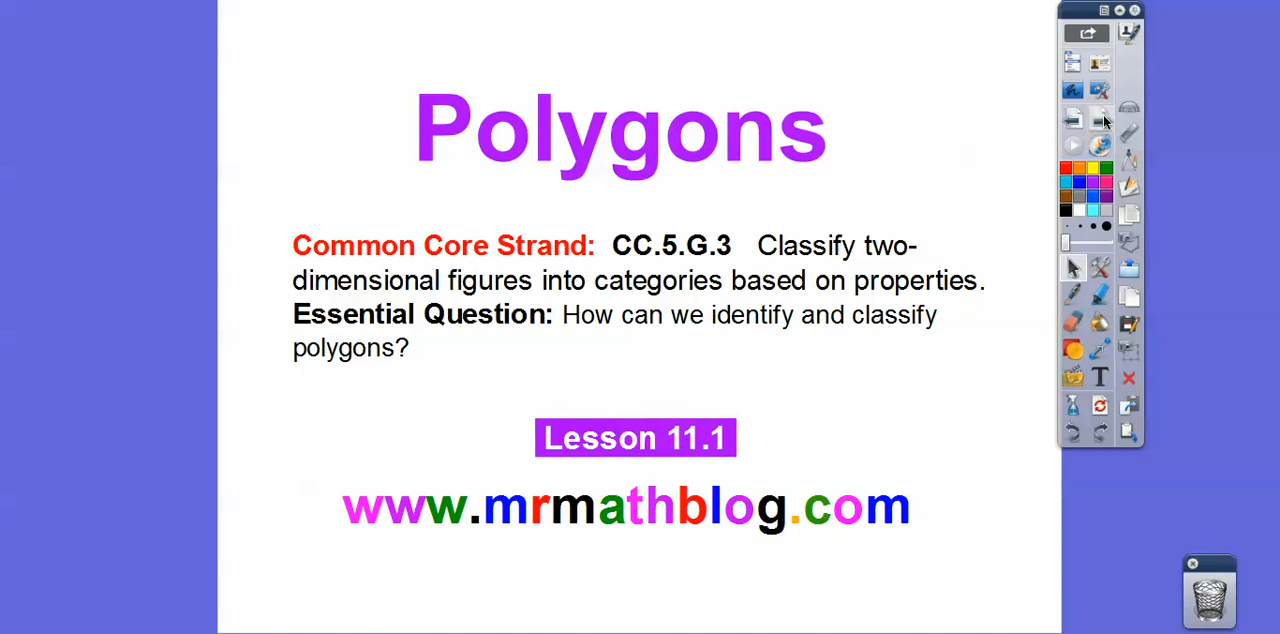 Polygons
Common Core Strand: CC.5.G.3 Classify two-
dimensional figures into categories based on properties.
Essential Question: How can we identify and classify
polygons?
Lesson 11.1
www.mrmathblog.com